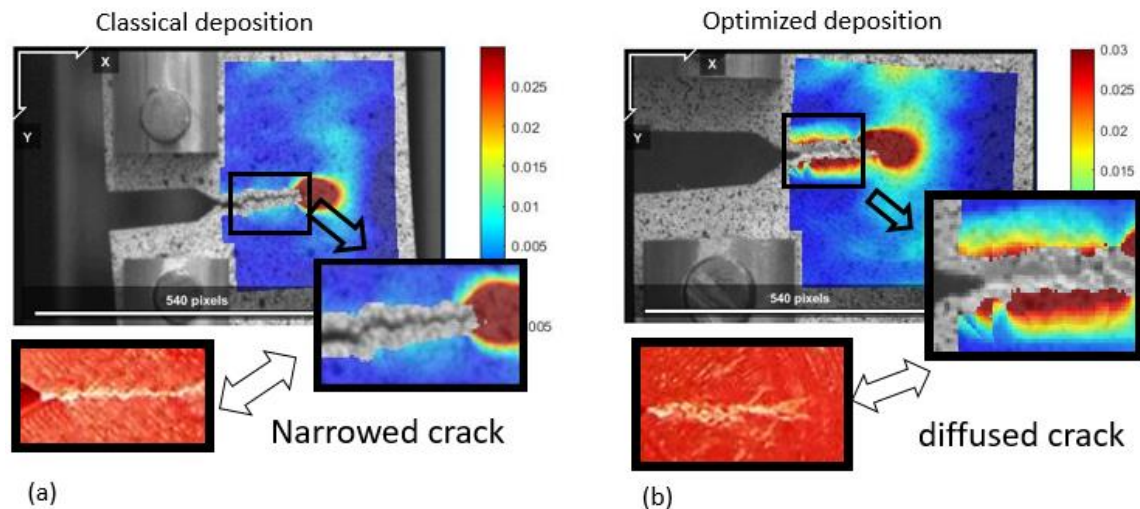 Classical deposition
X
Y
0.025
0.02
0.015
0.01
0.005
540 pixels
005
Narrowed crack
(a)
Optimized deposition
X
Y
0.03
0.025
0.02
0.015
540 pixels
diffused crack
(b)